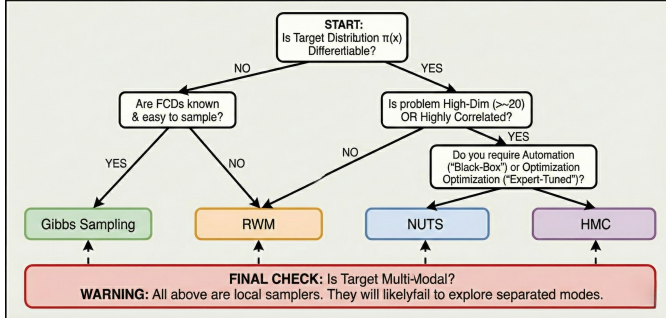 START:
Is Target Distribution π(x)
Differetiable?
NO
YES
Are FCDs known
& easy to sample?
Is problem High-Dim (>~20)
OR Highly Correlated?
YES
NO
NO
YES
Do you require Automation
("Black-Box") or Optimization
Optimization ("Expert-Tuned")?
Gibbs Sampling
RWM
NUTS
HMC
FINAL CHECK: Is Target Multi-Modal?
WARNING: All above are local samplers. They will likelyfail to explore separated modes.